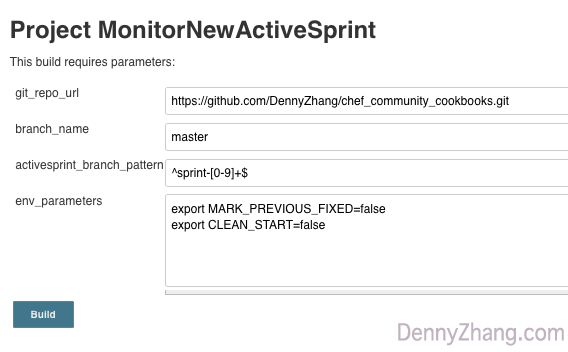 Project MonitorNewActiveSprint
This build requires parameters:
git_repo_url
https://github.com/DennyZhang/chef_community_cookbooks.git
branch_name
master
activesprint_branch_pattern
^sprint-[0-9]+$
env_parameters
export MARK_PREVIOUS_FIXED=false
export CLEAN_START=false
Build
DennyZhang.com